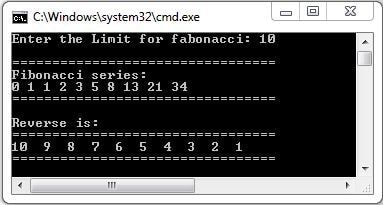 C:\Windows\system32\cmd.exe
Enter the Limit for fabonacci: 10
=================================
Fibonacci series:
0 1 1 2 3 5 8 13 21 34
=================================
Reverse is:
=================================
10 9 8 7 6 5 4 3 2 1
=================================